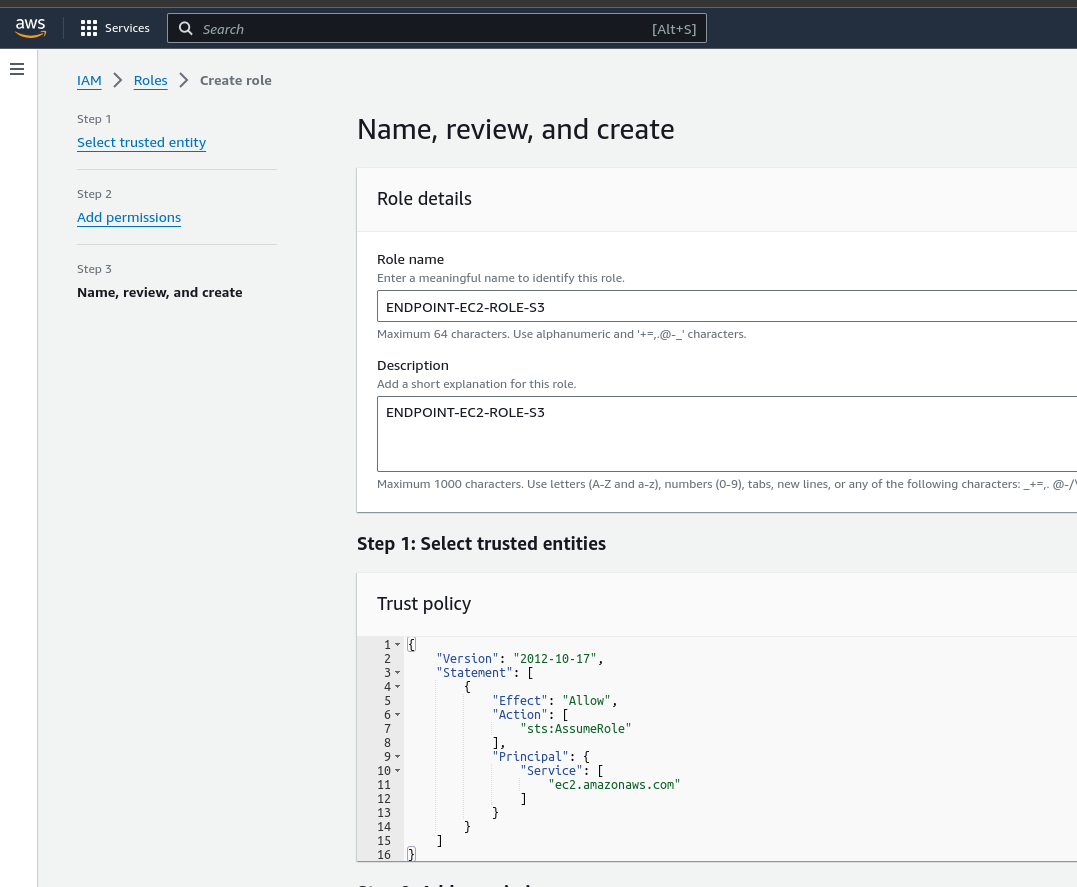 aws
Services
Search
[Alt+S]
IAM > Roles > Create role
Step 1
Select trusted entity
Step 2
Add permissions
Step 3
Name, review, and create
Name, review, and create
Role details
Role name
Enter a meaningful name to identify this role.
ENDPOINT-EC2-ROLE-S3
Maximum 64 characters. Use alphanumeric and '+=,.@-_' characters.
Description
Add a short explanation for this role.
ENDPOINT-EC2-ROLE-S3
Maximum 1000 characters. Use letters (A-Z and a-z), numbers (0-9), tabs, new lines, or any of the following characters: _+=,. @-/\
Step 1: Select trusted entities
Trust policy
1 {
2 "Version": "2012-10-17",
3 "Statement": [
4 {
5 "Effect": "Allow",
6 "Action": [
7 "sts:AssumeRole"
8 ],
9 "Principal": {
10 "Service": [
11 "ec2.amazonaws.com"
12 ]
13 }
14 }
15 ]
16 }